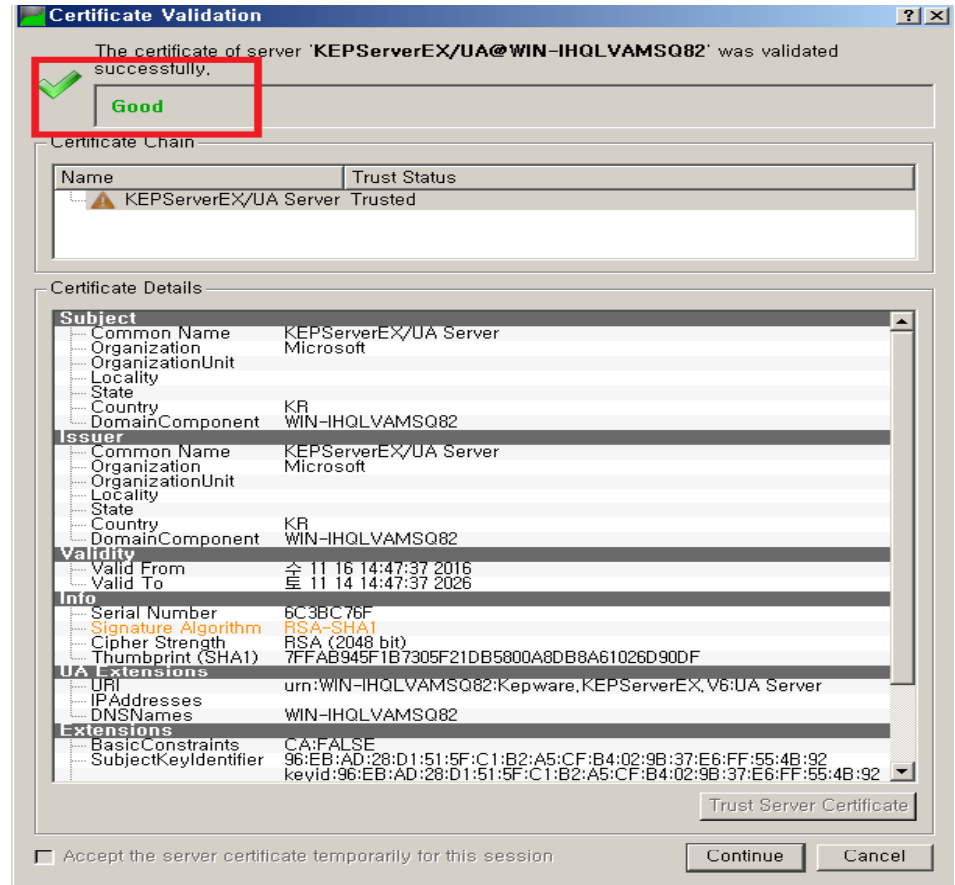 Certificate Validation
The certificate of server 'KEPServerEX/UA@WIN-IHQLVAMSQ82' was validated
successfully.
Good
Certificate Chain
Name Trust Status
KEPServerEX/UA Server Trusted
Certificate Details
Subject
Common Name KEPServerEX/UA Server
Organization Microsoft
OrganizationUnit
Locality
State
Country KR
DomainComponent WIN-IHQLVAMSQ82
Issuer
Common Name KEPServerEX/UA Server
Organization Microsoft
OrganizationUnit
Locality
State
Country KR
DomainComponent WIN-IHQLVAMSQ82
Validity
Valid From 수 11 16 14:47:37 2016
Valid To 토 11 14 14:47:37 2026
Info
Serial Number 6C3BC76F
Signature Algorithm RSA-SHA1
Cipher Strength RSA (2048 bit)
Thumbprint (SHA1) 7FFAB945F1B7305F21DB5800A8DB8A61026D90DF
UA Extensions
URI urn:WIN-IHQLVAMSQ82:Kepware.KEPServerEX.V6:UA Server
IPAddresses
DNSNames WIN-IHQLVAMSQ82
Extensions
BasicConstraints CA:FALSE
SubjectKeyIdentifier 96:EB:AD:28:D1:51:5F:C1:B2:A5:CF:B4:02:9B:37:E6:FF:55:4B:92
keyid:96:EB:AD:28:D1:51:5F:C1:B2:A5:CF:B4:02:9B:37:E6:FF:55:4B:92
Trust Server Certificate
Accept the server certificate temporarily for this session Continue Cancel